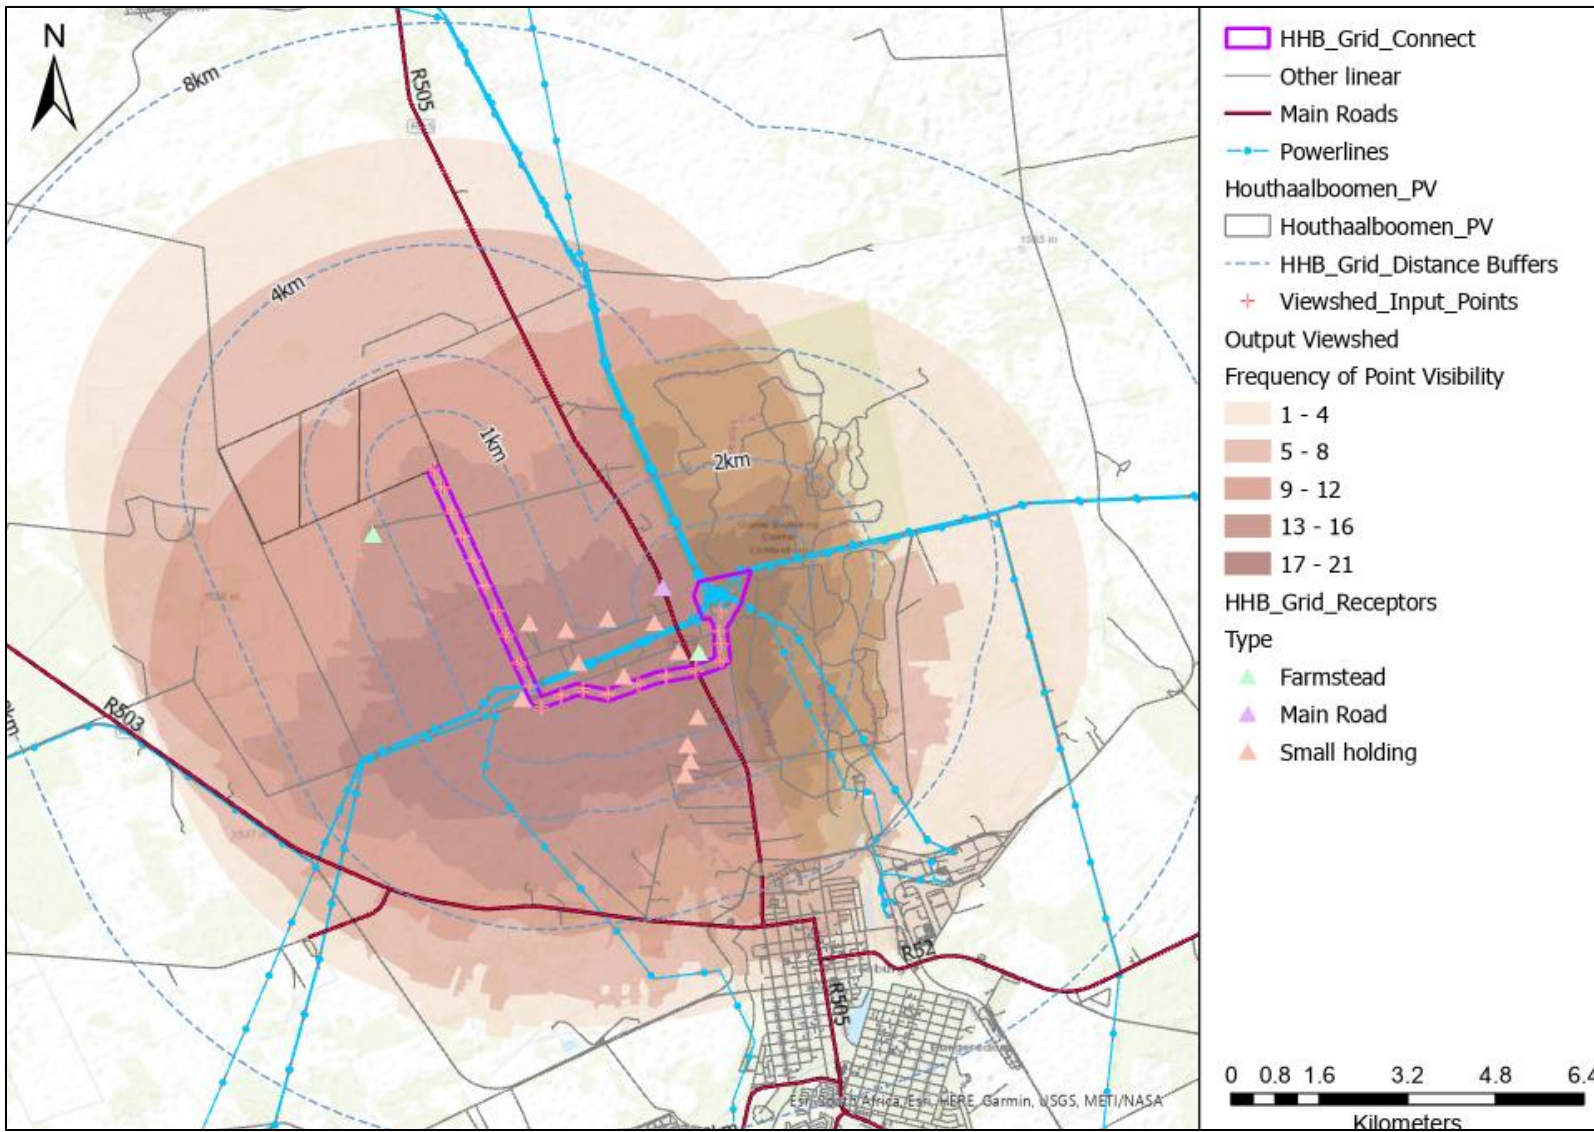 N
8km
R505
4km
1km
2km
R503
R52
R505
Esri South Africa, Esri, HERE, Garmin, USGS, METI/NASA
HHB_Grid_Connect
Other linear
Main Roads
Powerlines
Houthaalboomen_PV
Houthaalboomen_PV
HHB_Grid_Distance Buffers
Viewshed_Input_Points
Output Viewshed
Frequency of Point Visibility
1 - 4
5 - 8
9 - 12
13 - 16
17 - 21
HHB_Grid_Receptors
Type
Farmstead
Main Road
Small holding
0 0.8 1.6 3.2 4.8 6.4
Kilometers